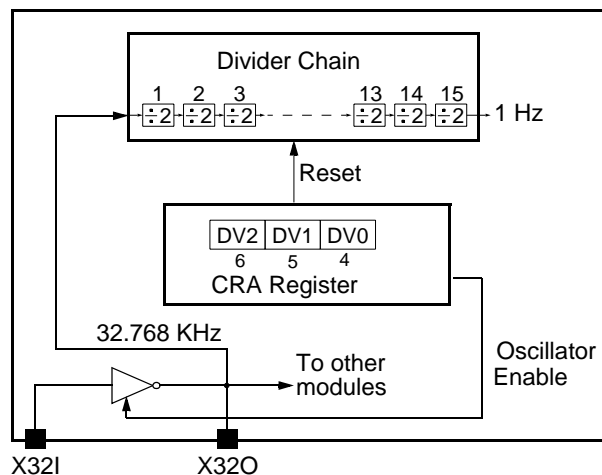 Divider Chain
1 2 3 13 14 15
÷2 ÷2 ÷2 ÷2 ÷2 ÷2 1 Hz
Reset
DV2 DV1 DV0
6 5 4
CRA Register
32.768 KHz
To other
modules
Oscillator
Enable
X32I X32O